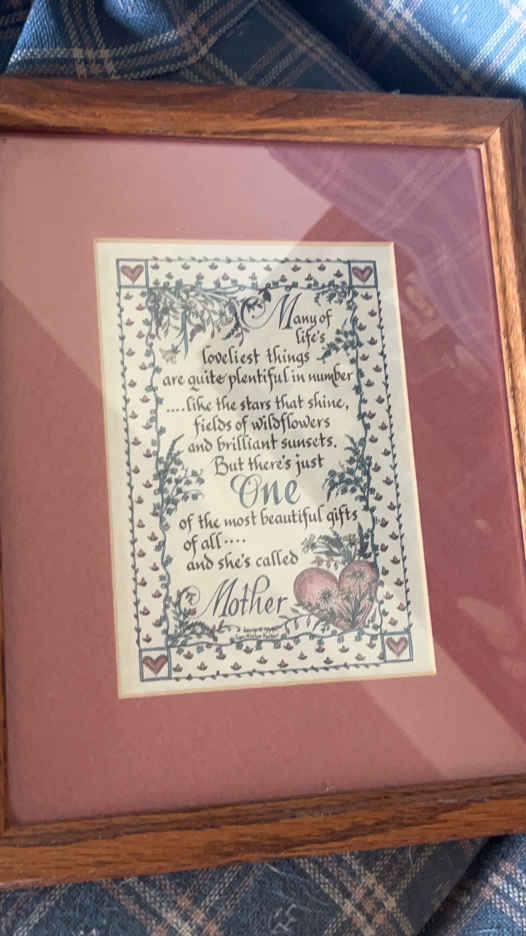 Many of
life's
loveliest things
are quite plentiful in number
....like the stars that shine,
fields of wildflowers
and brilliant sunsets.
But there's just
One
of the most beautiful gifts
of all....
and she's called
Mother